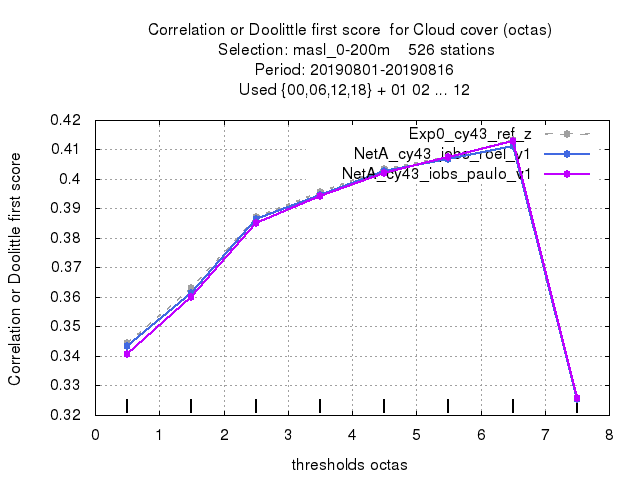 Correlation or Doolittle first score  for Cloud cover (octas)
Selection: masl_0-200m    526 stations
Period: 20190801-20190816
Used {00,06,12,18} + 01 02 ... 12
Exp0_cy43_ref_z
NetA_cy43_iobs_roel_v1
NetA_cy43_iobs_paulo_v1
Correlation or Doolittle first score
0.42
0.41
0.4
0.39
0.38
0.37
0.36
0.35
0.34
0.33
0.32
0 1 2 3 4 5 6 7 8
thresholds octas